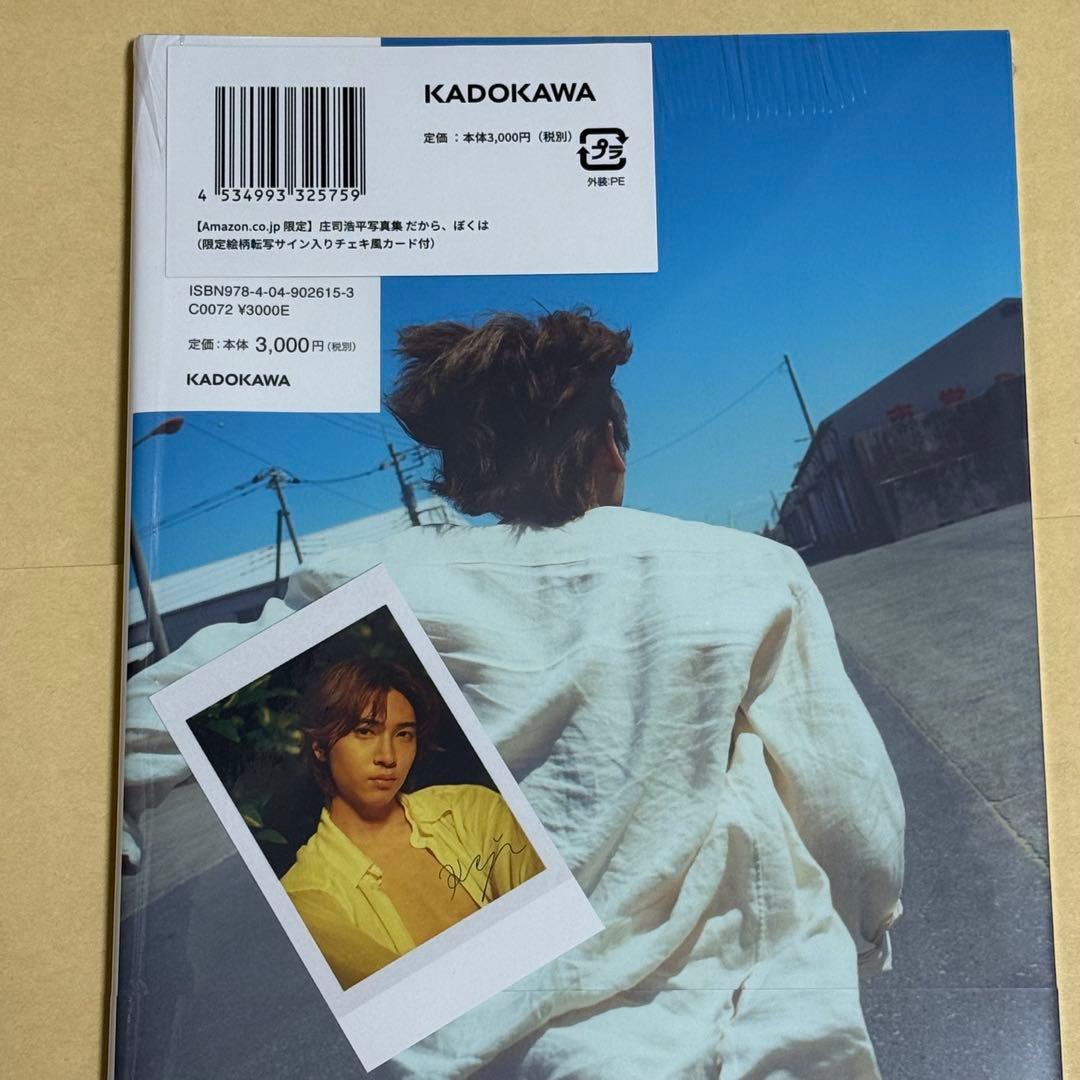 KADOKAWA
定価：本体3,000円（税別）
プラ
外装:PE
4 534993 325759
【Amazon.co.jp 限定】庄司浩平写真集 だから、ぼくは
（限定絵柄転写サイン入りチェキ風カード付）
ISBN978-4-04-902615-3
C0072 ¥3000E
定価：本体 3,000円（税別）
KADOKAWA